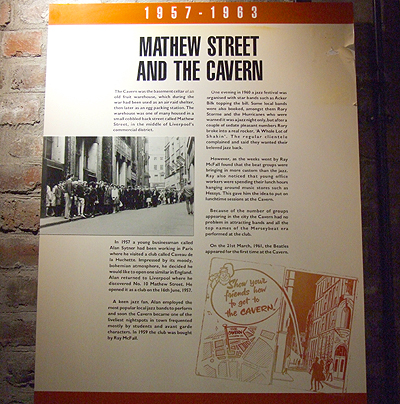 1957-1963
MATHEW STREET
AND THE CAVERN
The Cavern was the basement cellar of an
old fruit warehouse, which during the
war had been used as an air raid shelter,
then later as an egg packing station. The
warehouse was one of many housed in a
small cobbled back street called Mathew
Street, in the middle of Liverpool's
commercial district.
In 1957 a young businessman called
Alan Sytner had been working in Paris
where he visited a club called Caveau de
la Huchette. Impressed by its moody,
bohemian atmosphere, he decided he
would like to open one similar in England.
Alan returned to Liverpool where he
discovered No. 10 Mathew Street. He
opened it as a club on the 16th June, 1957.
A keen jazz fan, Alan employed the
most popular local jazz bands to perform
and soon the Cavern became one of the
liveliest nightspots in town frequented
mostly by students and avant garde
characters. In 1959 the club was bought
by Ray McFall.
One evening in 1960 a jazz festival was
organised with star bands such as Acker
Bilk topping the bill. Some local bands
were also booked, amongst them Rory
Storme and the Hurricanes who were
warned it was a jazz night only, but after a
couple of sedate pleasant numbers Rory
broke into a real rocker, 'A Whole Lot of
Shakin'. The regular clientele
complained and said they wanted their
beloved jazz back.
However, as the weeks went by Ray
McFall found that the beat groups were
bringing in more custom than the jazz.
Ray also noticed that young office
workers were spending their lunch hours
hanging around music stores such as
Hessys. This gave him the idea to put on
lunchtime sessions at the Cavern.
Because of the number of groups
appearing in the city the Cavern had no
problem in attracting bands and all the
top names of the Merseybeat era
performed at the club.
On the 21st March, 1961, the Beatles
appeared for the first time at the Cavern.
Show your
friends how
to get to
the CAVERN!